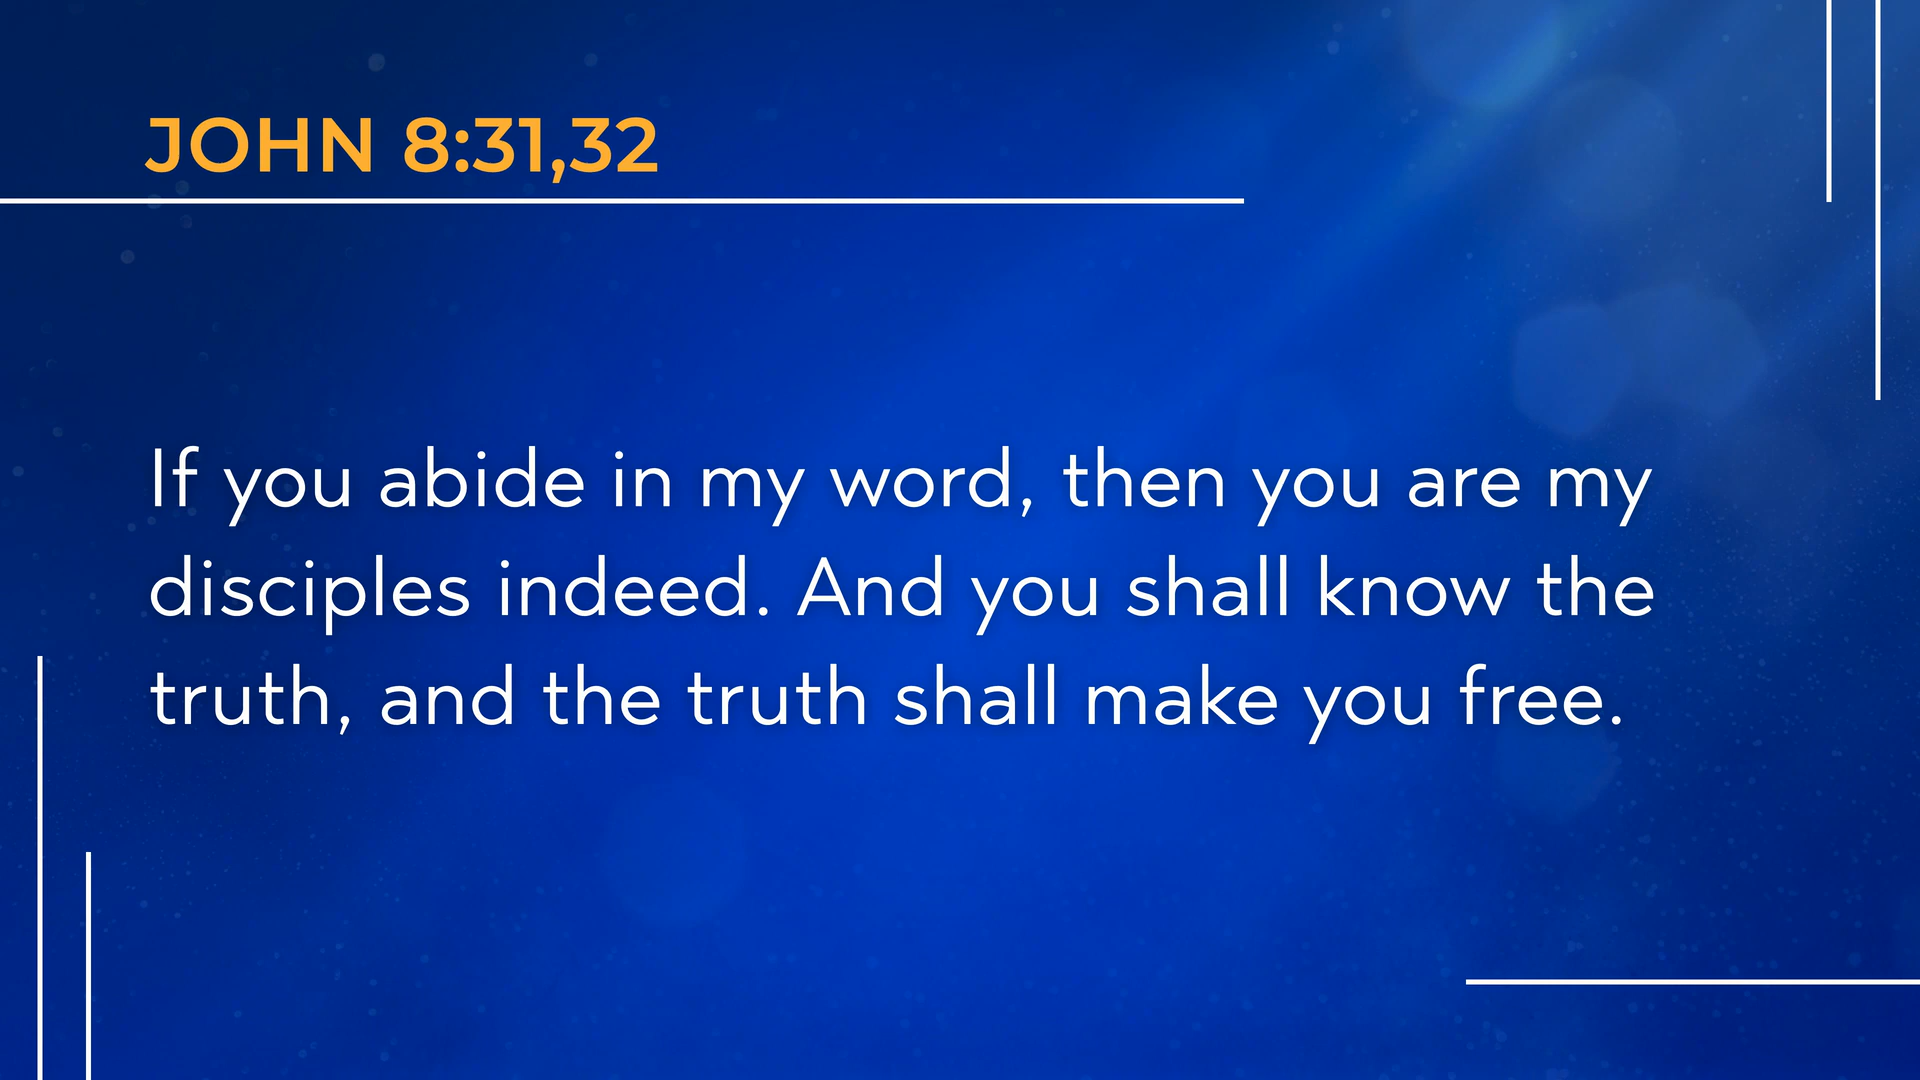 JOHN 8:31,32
If you abide in my word, then you are my
disciples indeed. And you shall know the
truth, and the truth shall make you free.